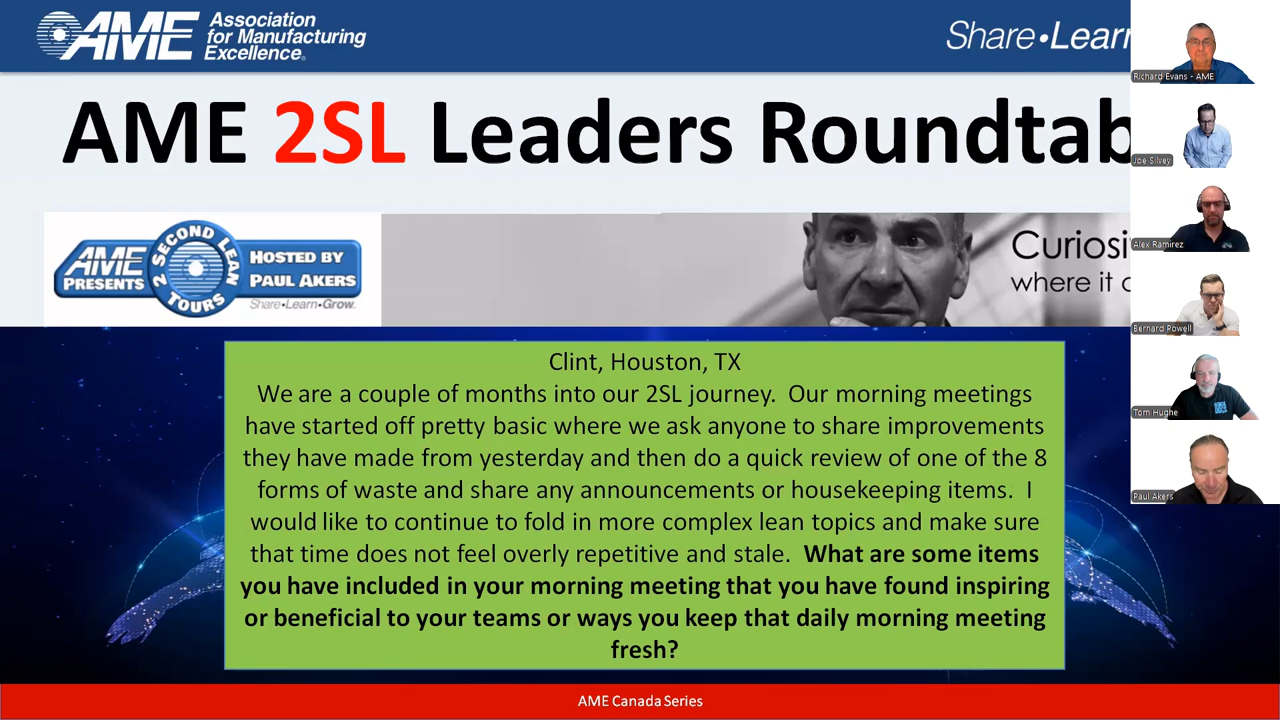 AME Association
for Manufacturing
Excellence®
Share•Lear
AME 2SL Leaders Roundtab
AME
PRESENTS
2 SECOND LEAN
TOURS
HOSTED BY
PAUL AKERS
Share•Learn•Grow.
Curiosi
where it
Clint, Houston, TX
We are a couple of months into our 2SL journey. Our morning meetings
have started off pretty basic where we ask anyone to share improvements
they have made from yesterday and then do a quick review of one of the 8
forms of waste and share any announcements or housekeeping items. I
would like to continue to fold in more complex lean topics and make sure
that time does not feel overly repetitive and stale. What are some items
you have included in your morning meeting that you have found inspiring
or beneficial to your teams or ways you keep that daily morning meeting
fresh?
AME Canada Series
Richard Evans - AME
Joe Silvey
Alex Ramirez
Bernard Powell
Tom Hughe
Paul Akers